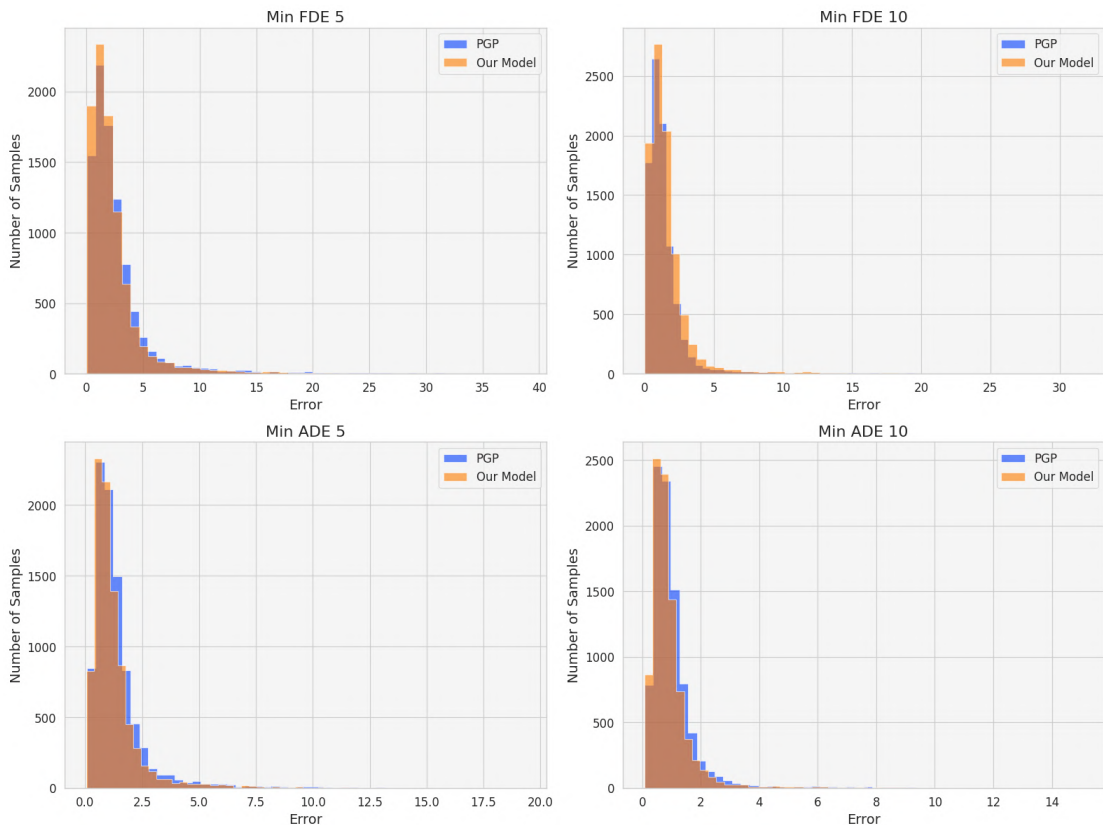 Min FDE 5
PGP
Our Model
Number of Samples
2000
1500
1000
500
0
0 5 10 15 20 25 30 35 40
Error
Min FDE 10
PGP
Our Model
Number of Samples
2500
2000
1500
1000
500
0
0 5 10 15 20 25 30
Error
Min ADE 5
PGP
Our Model
Number of Samples
2000
1500
1000
500
0
0.0 2.5 5.0 7.5 10.0 12.5 15.0 17.5 20.0
Error
Min ADE 10
PGP
Our Model
Number of Samples
2500
2000
1500
1000
500
0
0 2 4 6 8 10 12 14
Error